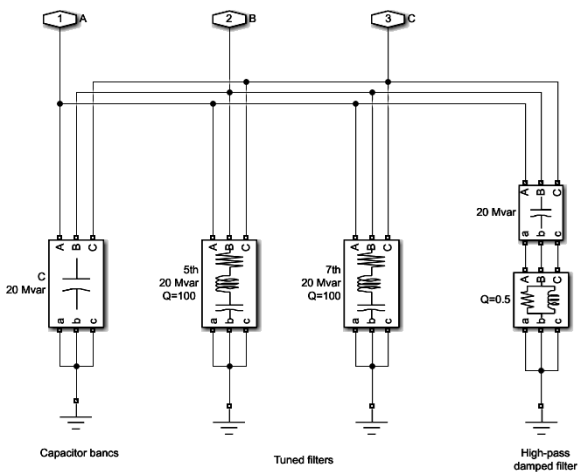 1 A
2 B
3 C
A B C
C
20 Mvar
a b c
A B C
5th
20 Mvar
Q=100
a b c
A B C
7th
20 Mvar
Q=100
a b c
A B C
20 Mvar
a b c
A B C
Q=0.5
a b c
Capacitor bancs
Tuned filters
High-pass
damped filter